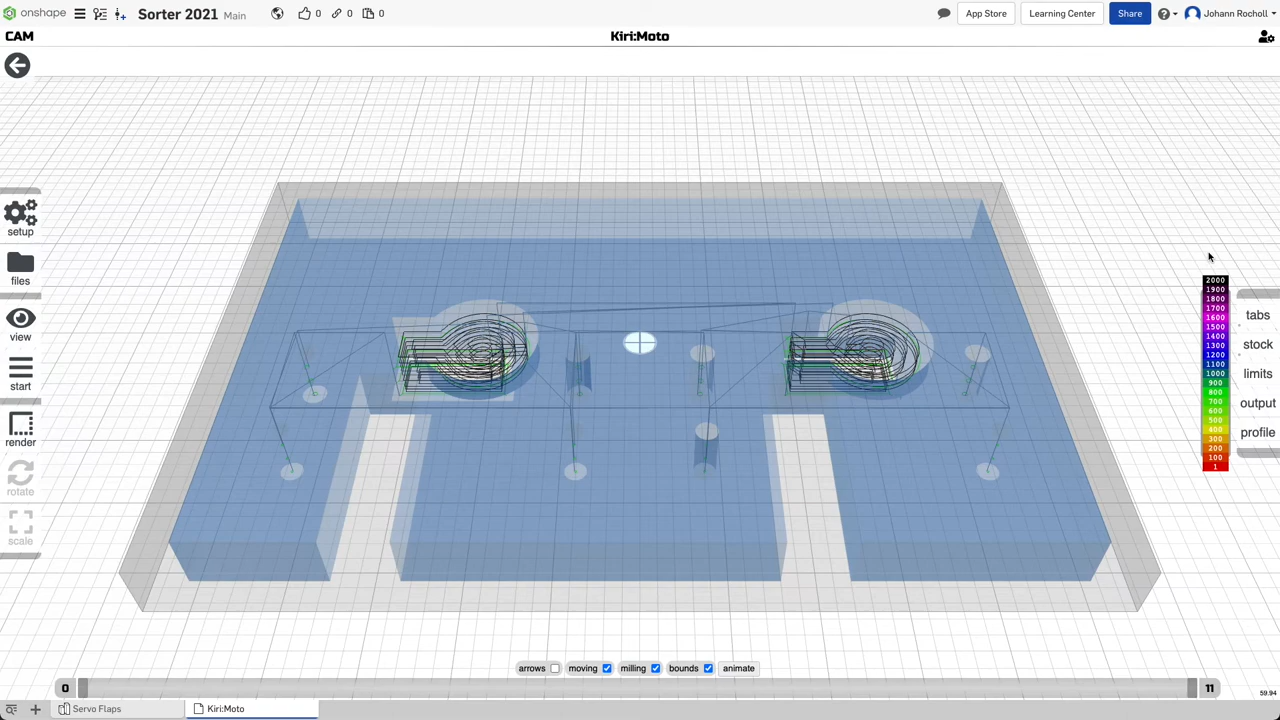 onshape
Sorter 2021 Main
0
0
0
App Store
Learning Center
Share
Johann Rocholl
CAM
Kiri:Moto
setup
files
view
start
render
rotate
scale
2000
1900
1800
1700
1600
1500
1400
1300
1200
1100
1000
900
800
700
600
500
400
300
200
100
1
tabs
stock
limits
output
profile
arrows moving milling bounds animate
0
11
59.94
Servo Flaps
Kiri:Moto